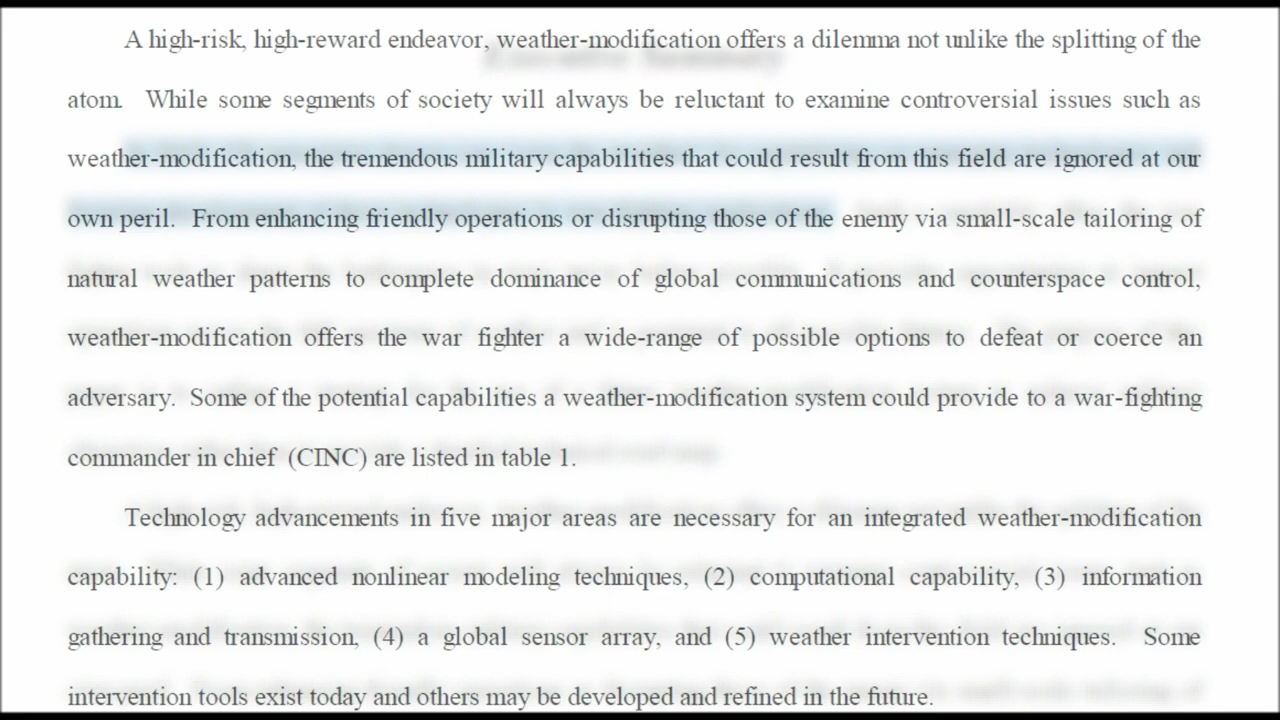 Executive Summary
A high-risk, high-reward endeavor, weather-modification offers a dilemma not unlike the splitting of the
atom. While some segments of society will always be reluctant to examine controversial issues such as
weather-modification, the tremendous military capabilities that could result from this field are ignored at our
own peril. From enhancing friendly operations or disrupting those of the enemy via small-scale tailoring of
natural weather patterns to complete dominance of global communications and counterspace control,
weather-modification offers the war fighter a wide-range of possible options to defeat or coerce an
adversary. Some of the potential capabilities a weather-modification system could provide to a war-fighting
commander in chief (CINC) are listed in table 1.
Technology advancements in five major areas are necessary for an integrated weather-modification
capability: (1) advanced nonlinear modeling techniques, (2) computational capability, (3) information
gathering and transmission, (4) a global sensor array, and (5) weather intervention techniques. Some
intervention tools exist today and others may be developed and refined in the future.